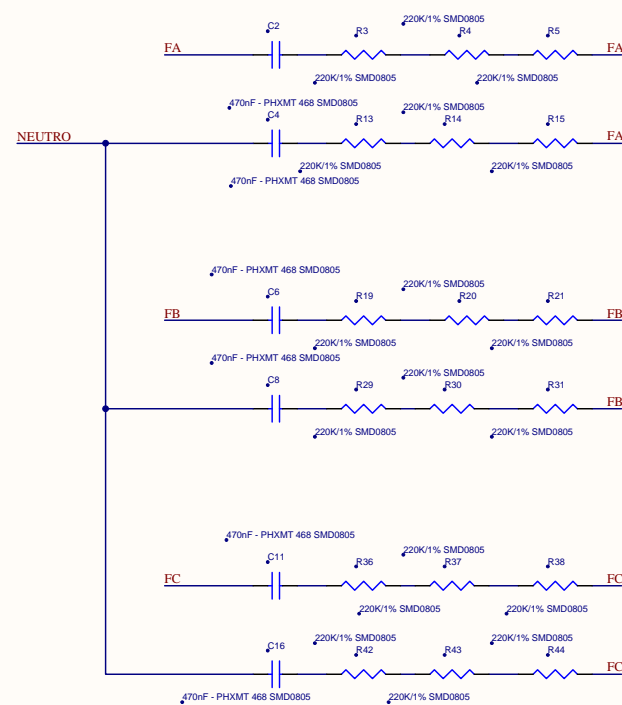 220K/1% SMD0805
C2 R3 R4 R5
FA FA
220K/1% SMD0805 220K/1% SMD0805
470nF - PHXMT 468 SMD0805 220K/1% SMD0805
C4 R13 R14 R15
NEUTRO FA
220K/1% SMD0805 220K/1% SMD0805
470nF - PHXMT 468 SMD0805
470nF - PHXMT 468 SMD0805
220K/1% SMD0805
C6 R19 R20 R21
FB FB
220K/1% SMD0805 220K/1% SMD0805
470nF - PHXMT 468 SMD0805
220K/1% SMD0805
C8 R29 R30 R31
FB
220K/1% SMD0805 220K/1% SMD0805
470nF - PHXMT 468 SMD0805
220K/1% SMD0805
C11 R36 R37 R38
FC FC
220K/1% SMD0805 220K/1% SMD0805
220K/1% SMD0805 220K/1% SMD0805
C16 R42 R43 R44
FC
470nF - PHXMT 468 SMD0805 220K/1% SMD0805